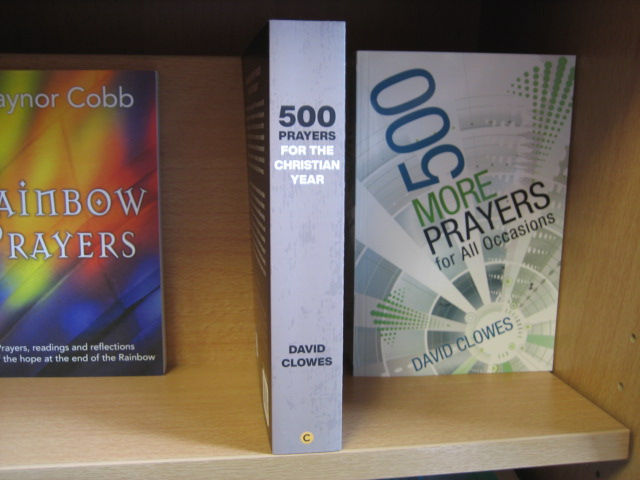 aynor Cobb
AINBOW
PRAYERS
Prayers, readings and reflections
the hope at the end of the Rainbow
500
PRAYERS
FOR THE
CHRISTIAN
YEAR
DAVID
CLOWES
C
500
MORE
PRAYERS
for All Occasions
DAVID CLOWES